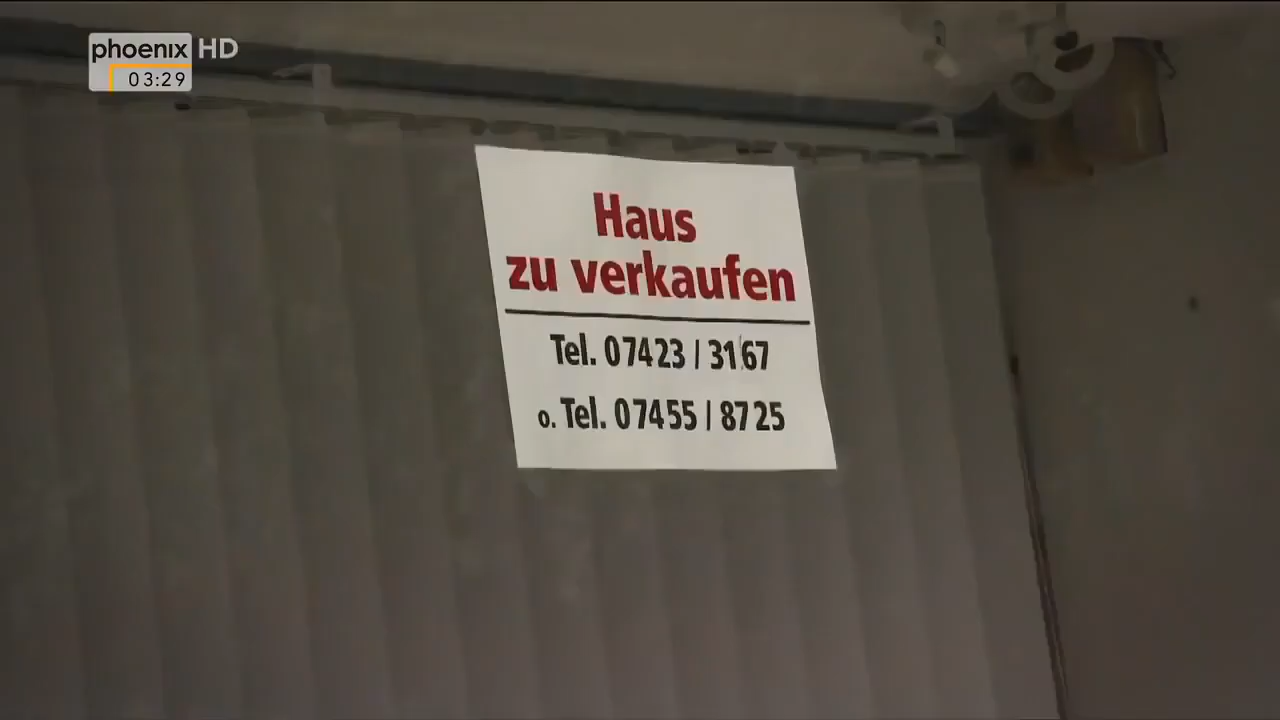 phoenix HD
03:29
Haus
zu verkaufen
Tel. 07423 / 3167
o. Tel. 07455 / 8725